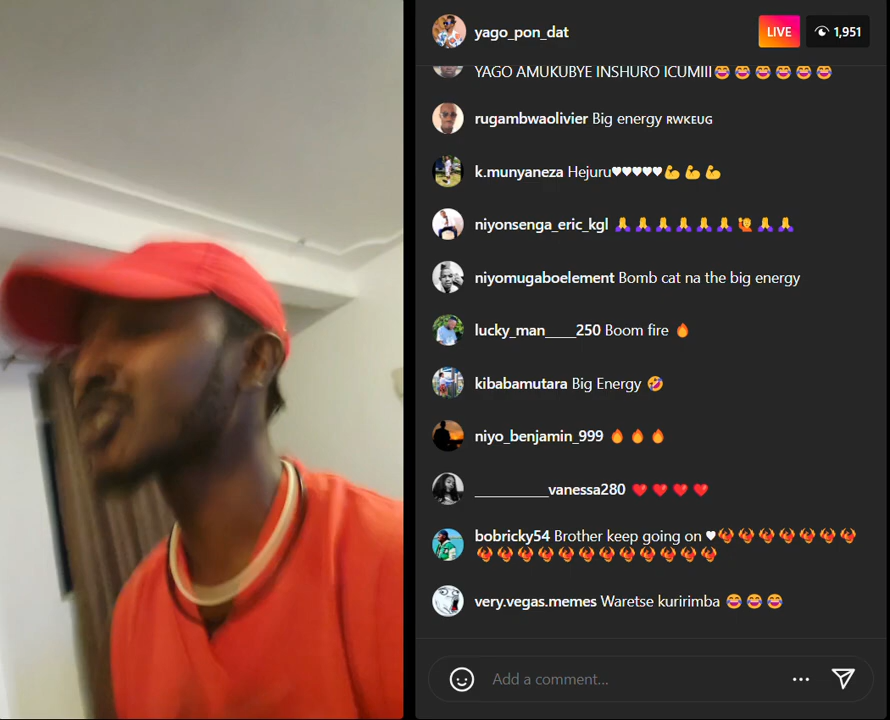 yago_pon_dat
LIVE
1,951
YAGO AMUKUBYE INSHURO ICUMIII😂😂😂😂😂😂
rugambwaolivier Big energy ʀᴡᴋᴇᴜɢ
k.munyaneza Hejuru♥♥♥♥♥💪💪💪
niyonsenga_eric_kgl 🙏🙏🙏🙏🙏🙏🙋🙏🙏
niyomugaboelement Bomb cat na the big energy
lucky_man____250 Boom fire 🔥
kibabamutara Big Energy 🤣
niyo_benjamin_999 🔥🔥🔥
__________vanessa280 ❤️❤️❤️❤️
bobricky54 Brother keep going on ♥🐦‍🔥🐦‍🔥🐦‍🔥🐦‍🔥🐦‍🔥🐦‍🔥🐦‍🔥
🐦‍🔥🐦‍🔥🐦‍🔥🐦‍🔥🐦‍🔥🐦‍🔥🐦‍🔥🐦‍🔥🐦‍🔥🐦‍🔥🐦‍🔥🐦‍🔥
very.vegas.memes Waretse kuririmba 😂😂😂
Add a comment...